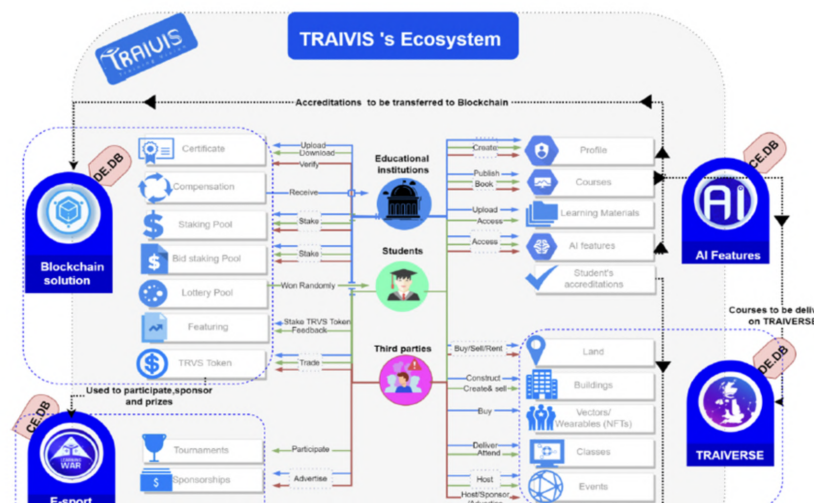 TRAIVIS 's Ecosystem
TRAIVIS
Accreditations to be transferred to Blockchain
DE.DB
Blockchain
solution
Certificate
Compensation
Staking Pool
Bid staking Pool
Lottery Pool
Featuring
TRVS Token
Upload
Download
Verify
Receive
Stake
Stake
Won Randomly
Stake TRVS Token
Feedback
Trade
Educational
institutions
Students
Third parties
Create
Publish
Book
Upload
Access
Access
Profile
Courses
Learning Materials
AI features
Student's
accreditations
CE.DB
AI
AI Features
Courses to be deliv
on TRAIVERSE
Buy/Sell/Rent
Construct
Create& sell
Buy
Deliver
Attend
Host
Host/Sponsor
Land
Buildings
Vectors/
Wearables (NFTs)
Classes
Events
DE.DB
TRAIVERSE
Used to participate,sponsor
and prizes
CE.DB
WAR
E-sport
Tournaments
Sponsorships
Participate
Advertise